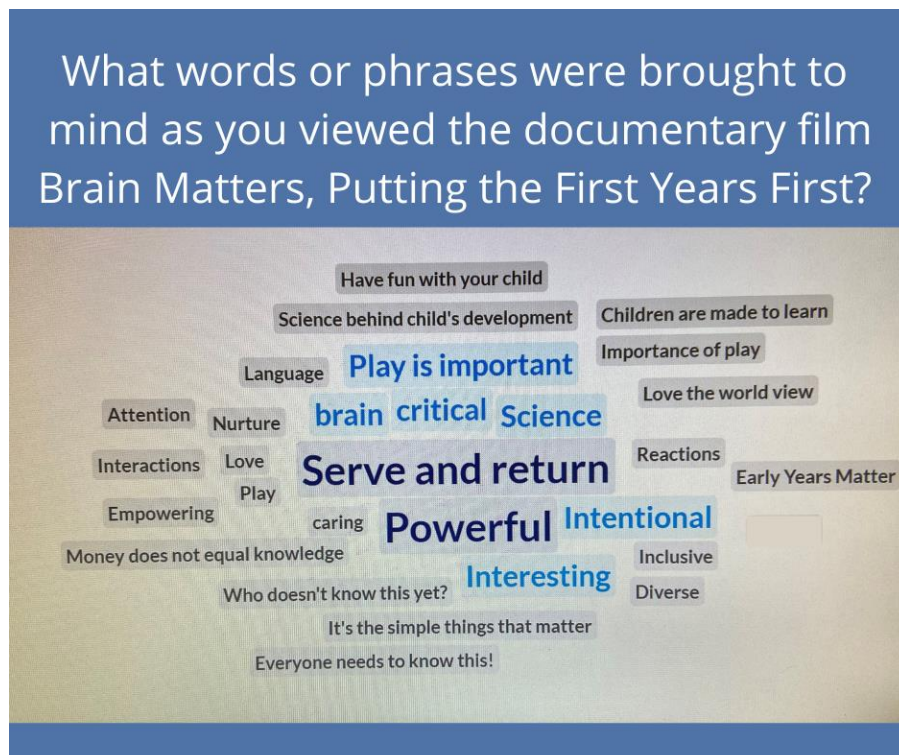 What words or phrases were brought to
mind as you viewed the documentary film
Brain Matters, Putting the First Years First?
Have fun with your child
Science behind child's development
Children are made to learn
Language
Play is important
Importance of play
Love the world view
Attention
Nurture
brain
critical
Science
Interactions
Love
Serve and return
Reactions
Early Years Matter
Play
Empowering
caring
Powerful
Intentional
Money does not equal knowledge
Interesting
Inclusive
Who doesn't know this yet?
Diverse
It's the simple things that matter
Everyone needs to know this!